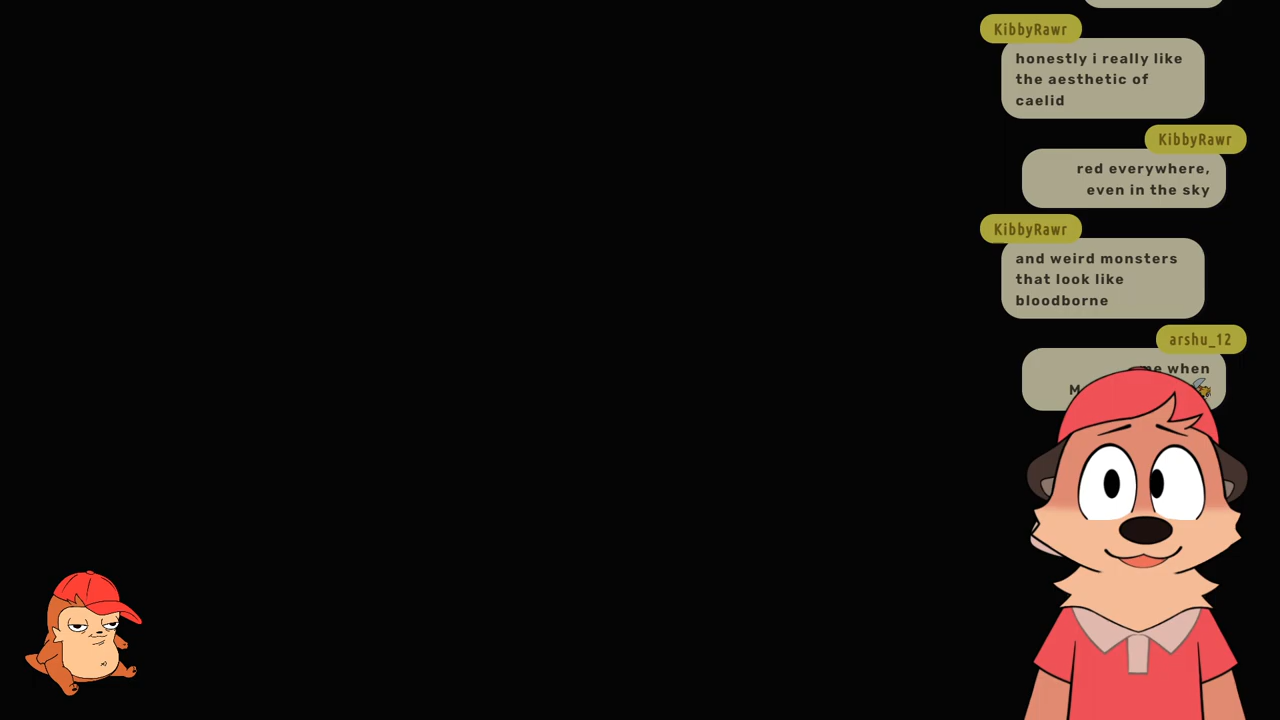 KibbyRawr
honestly i really like
the aesthetic of
caelid
KibbyRawr
red everywhere,
even in the sky
KibbyRawr
and weird monsters
that look like
bloodborne
arshu_12
when